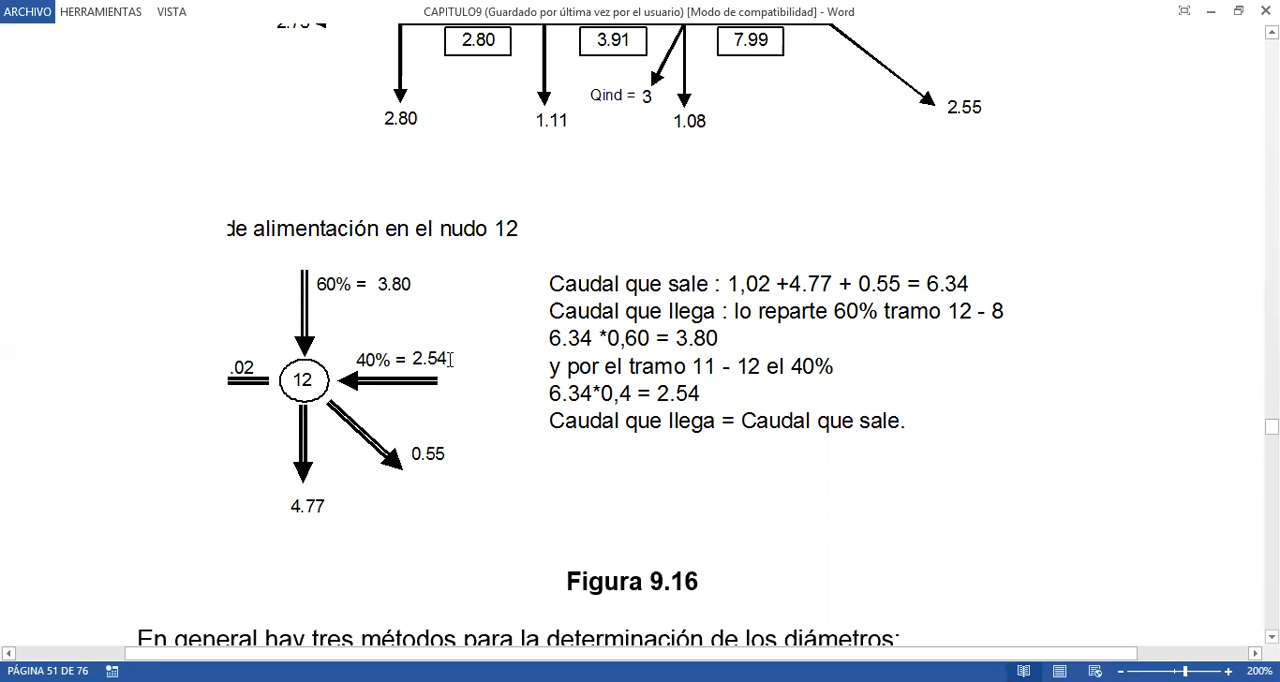 ARCHIVO HERRAMIENTAS VISTA CAPITULO9 (Guardado por última vez por el usuario) [Modo de compatibilidad] - Word
2.80 3.91 7.99
Qind = 3
2.80 1.11 1.08 2.55
de alimentación en el nudo 12
60% = 3.80
40% = 2.54
.02
12
0.55
4.77
Caudal que sale : 1,02 +4.77 + 0.55 = 6.34
Caudal que llega : lo reparte 60% tramo 12 - 8
6.34 *0,60 = 3.80
y por el tramo 11 - 12 el 40%
6.34*0,4 = 2.54
Caudal que llega = Caudal que sale.
Figura 9.16
En general hay tres métodos para la determinación de los diámetros:
PÁGINA 51 DE 76 200%